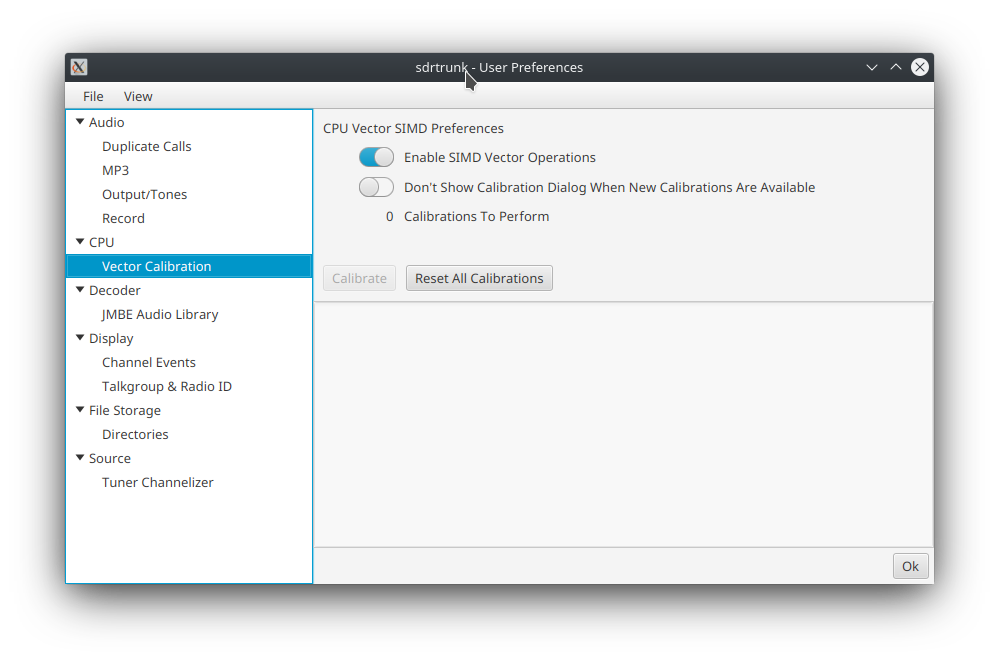 sdrtrunk - User Preferences
File View
Audio
Duplicate Calls
MP3
Output/Tones
Record
CPU
Vector Calibration
Decoder
JMBE Audio Library
Display
Channel Events
Talkgroup & Radio ID
File Storage
Directories
Source
Tuner Channelizer
CPU Vector SIMD Preferences
Enable SIMD Vector Operations
Don't Show Calibration Dialog When New Calibrations Are Available
0 Calibrations To Perform
Calibrate Reset All Calibrations
Ok